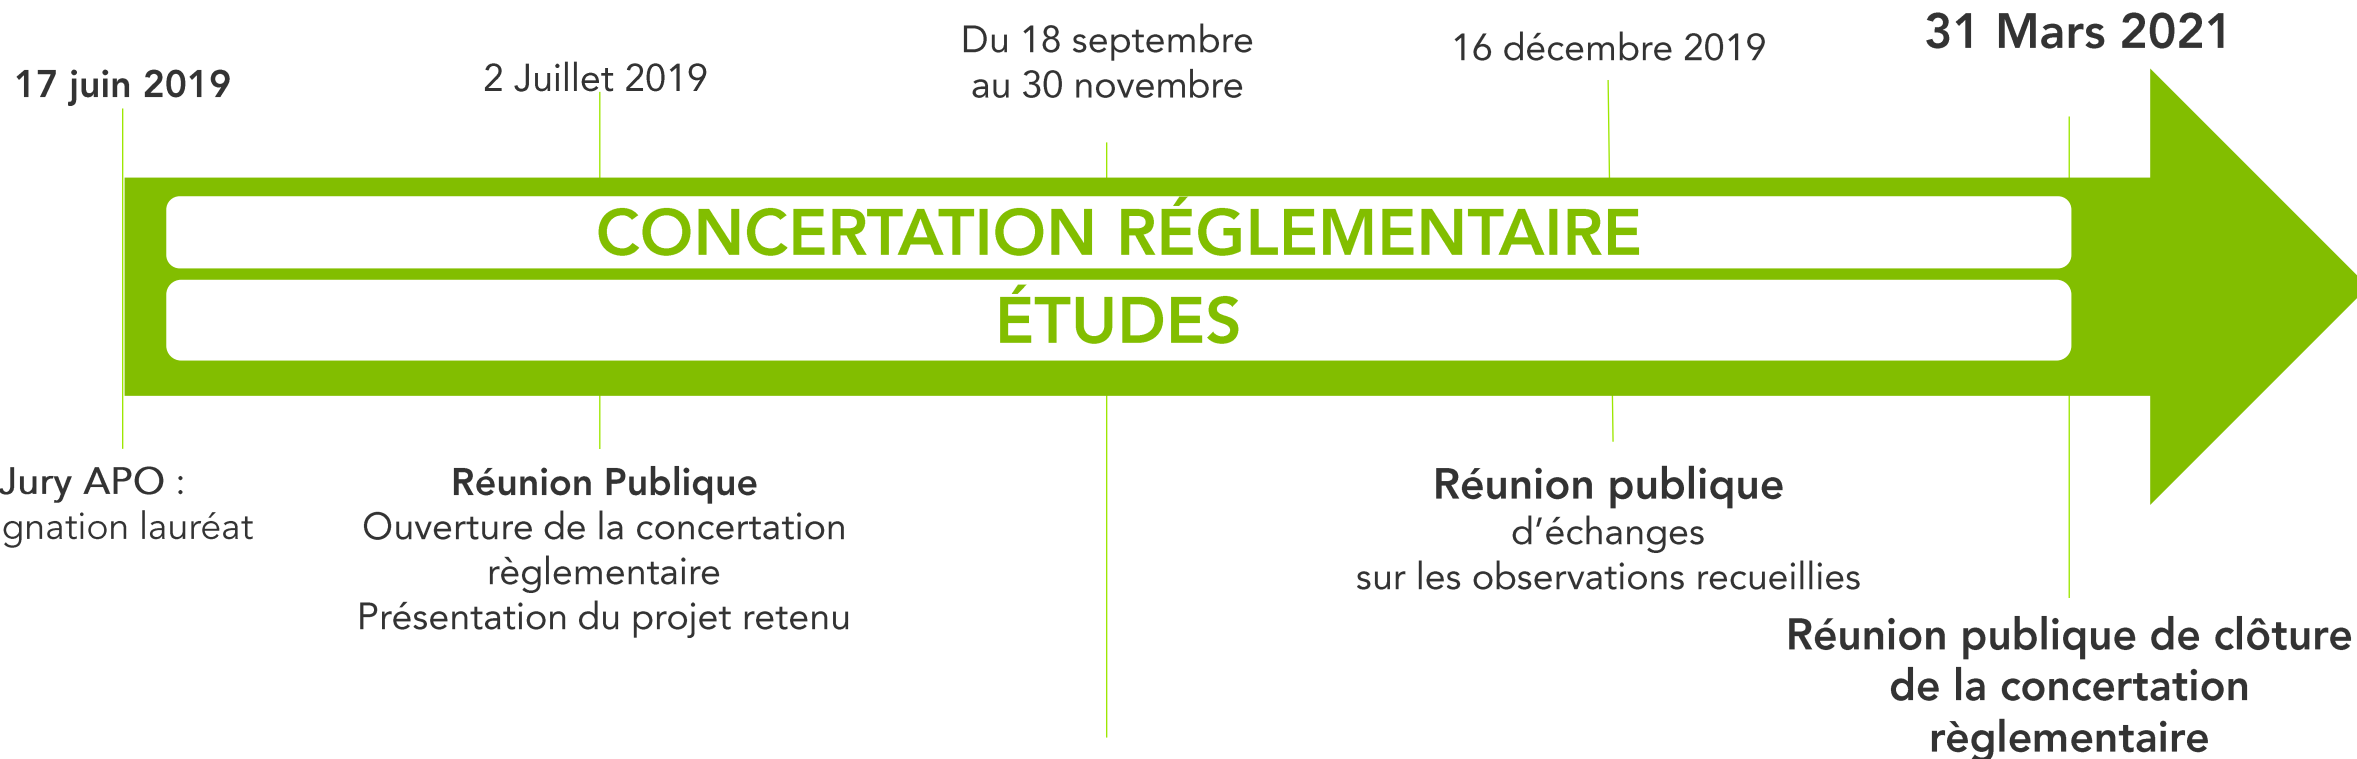 17 juin 2019
2 Juillet 2019
Du 18 septembre
au 30 novembre
16 décembre 2019
31 Mars 2021
CONCERTATION RÉGLEMENTAIRE
ÉTUDES
Jury APO :
gnation lauréat
Réunion Publique
Ouverture de la concertation
règlementaire
Présentation du projet retenu
Réunion publique
d’échanges
sur les observations recueillies
Réunion publique de clôture
de la concertation
règlementaire